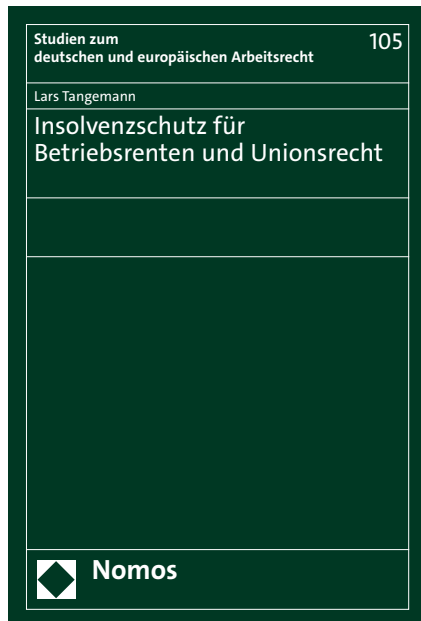 Studien zum
deutschen und europäischen Arbeitsrecht
105
Lars Tangemann
Insolvenzschutz für
Betriebsrenten und Unionsrecht
Nomos